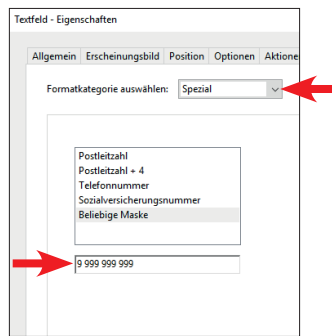 Textfeld - Eigenschaften
Allgemein Erscheinungsbild Position Optionen Aktionen
Formatkategorie auswählen: Spezial
Postleitzahl
Postleitzahl + 4
Telefonnummer
Sozialversicherungsnummer
Beliebige Maske
9 999 999 999